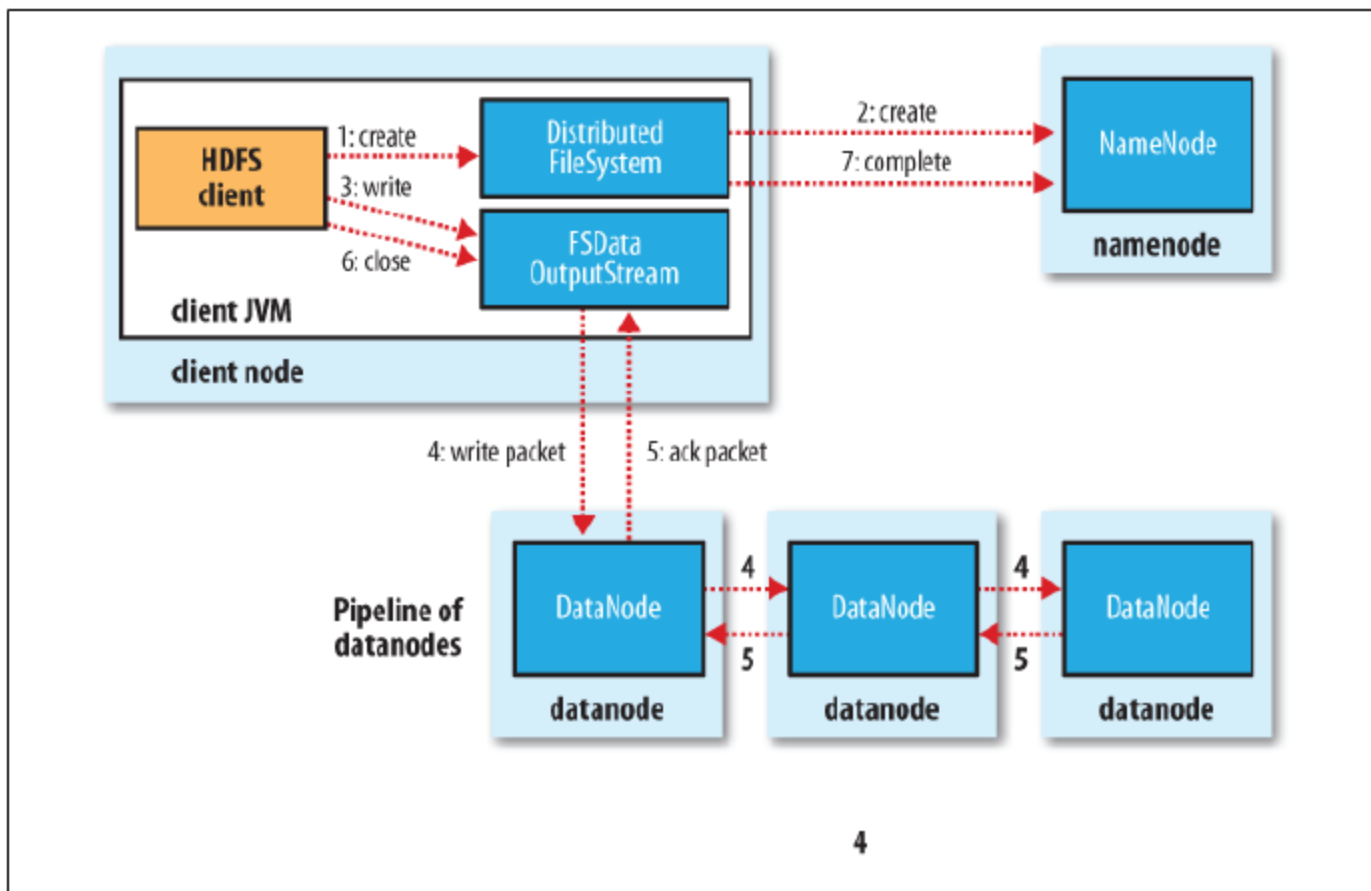 1: create
HDFS
client
Distributed
FileSystem
2: create
7: complete
NameNode
namenode
3: write
6: close
FSData
OutputStream
client JVM
client node
4: write packet
5: ack packet
Pipeline of
datanodes
DataNode
4
5
DataNode
4
5
DataNode
datanode
datanode
datanode
4